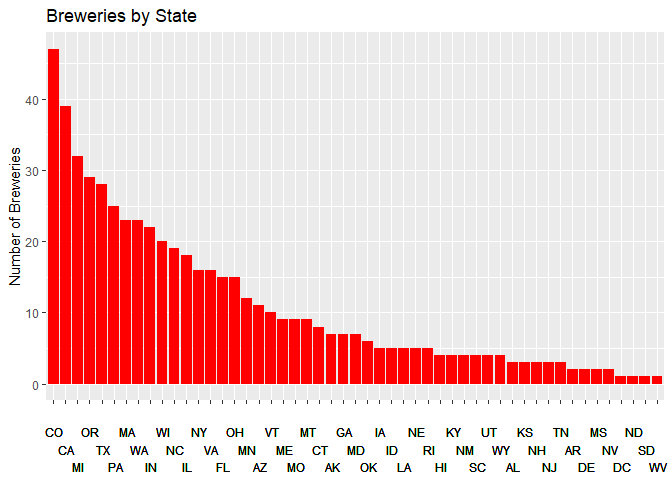 Breweries by State
Number of Breweries
40
30
20
10
0
CO OR MA WI NY OH VT MT GA IA NE KY UT KS TN MS ND
CA TX WA NC VA MN ME CT MD ID RI NM WY NH AR NV SD
MI PA IN IL FL AZ MO AK OK LA HI SC AL NJ DE DC WV